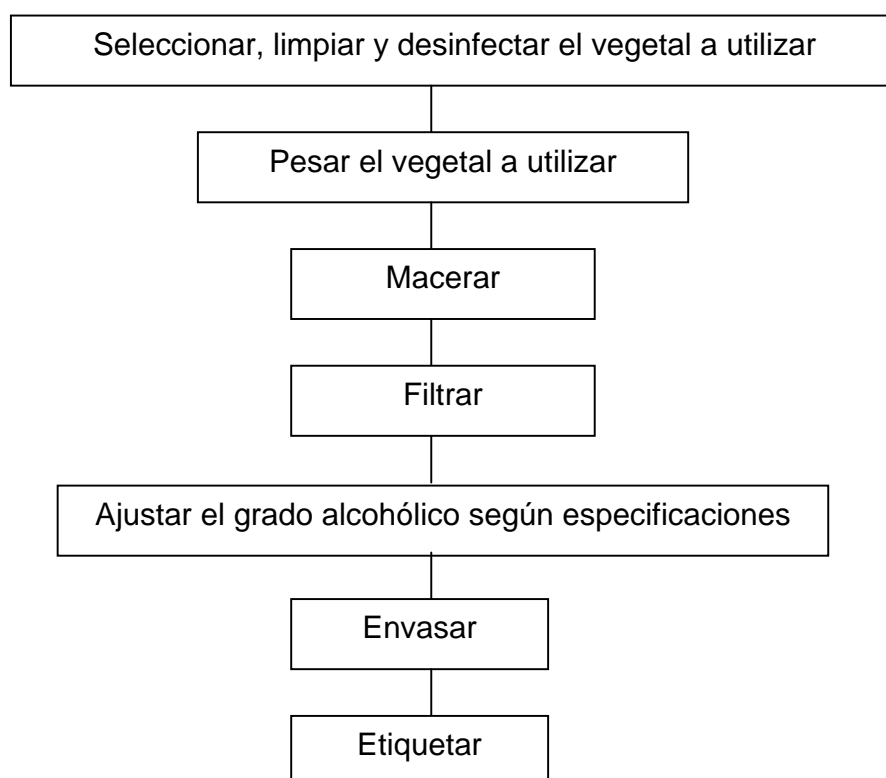 Seleccionar, limpiar y desinfectar el vegetal a utilizar
Pesar el vegetal a utilizar
Macerar
Filtrar
Ajustar el grado alcohólico según especificaciones
Envasar
Etiquetar